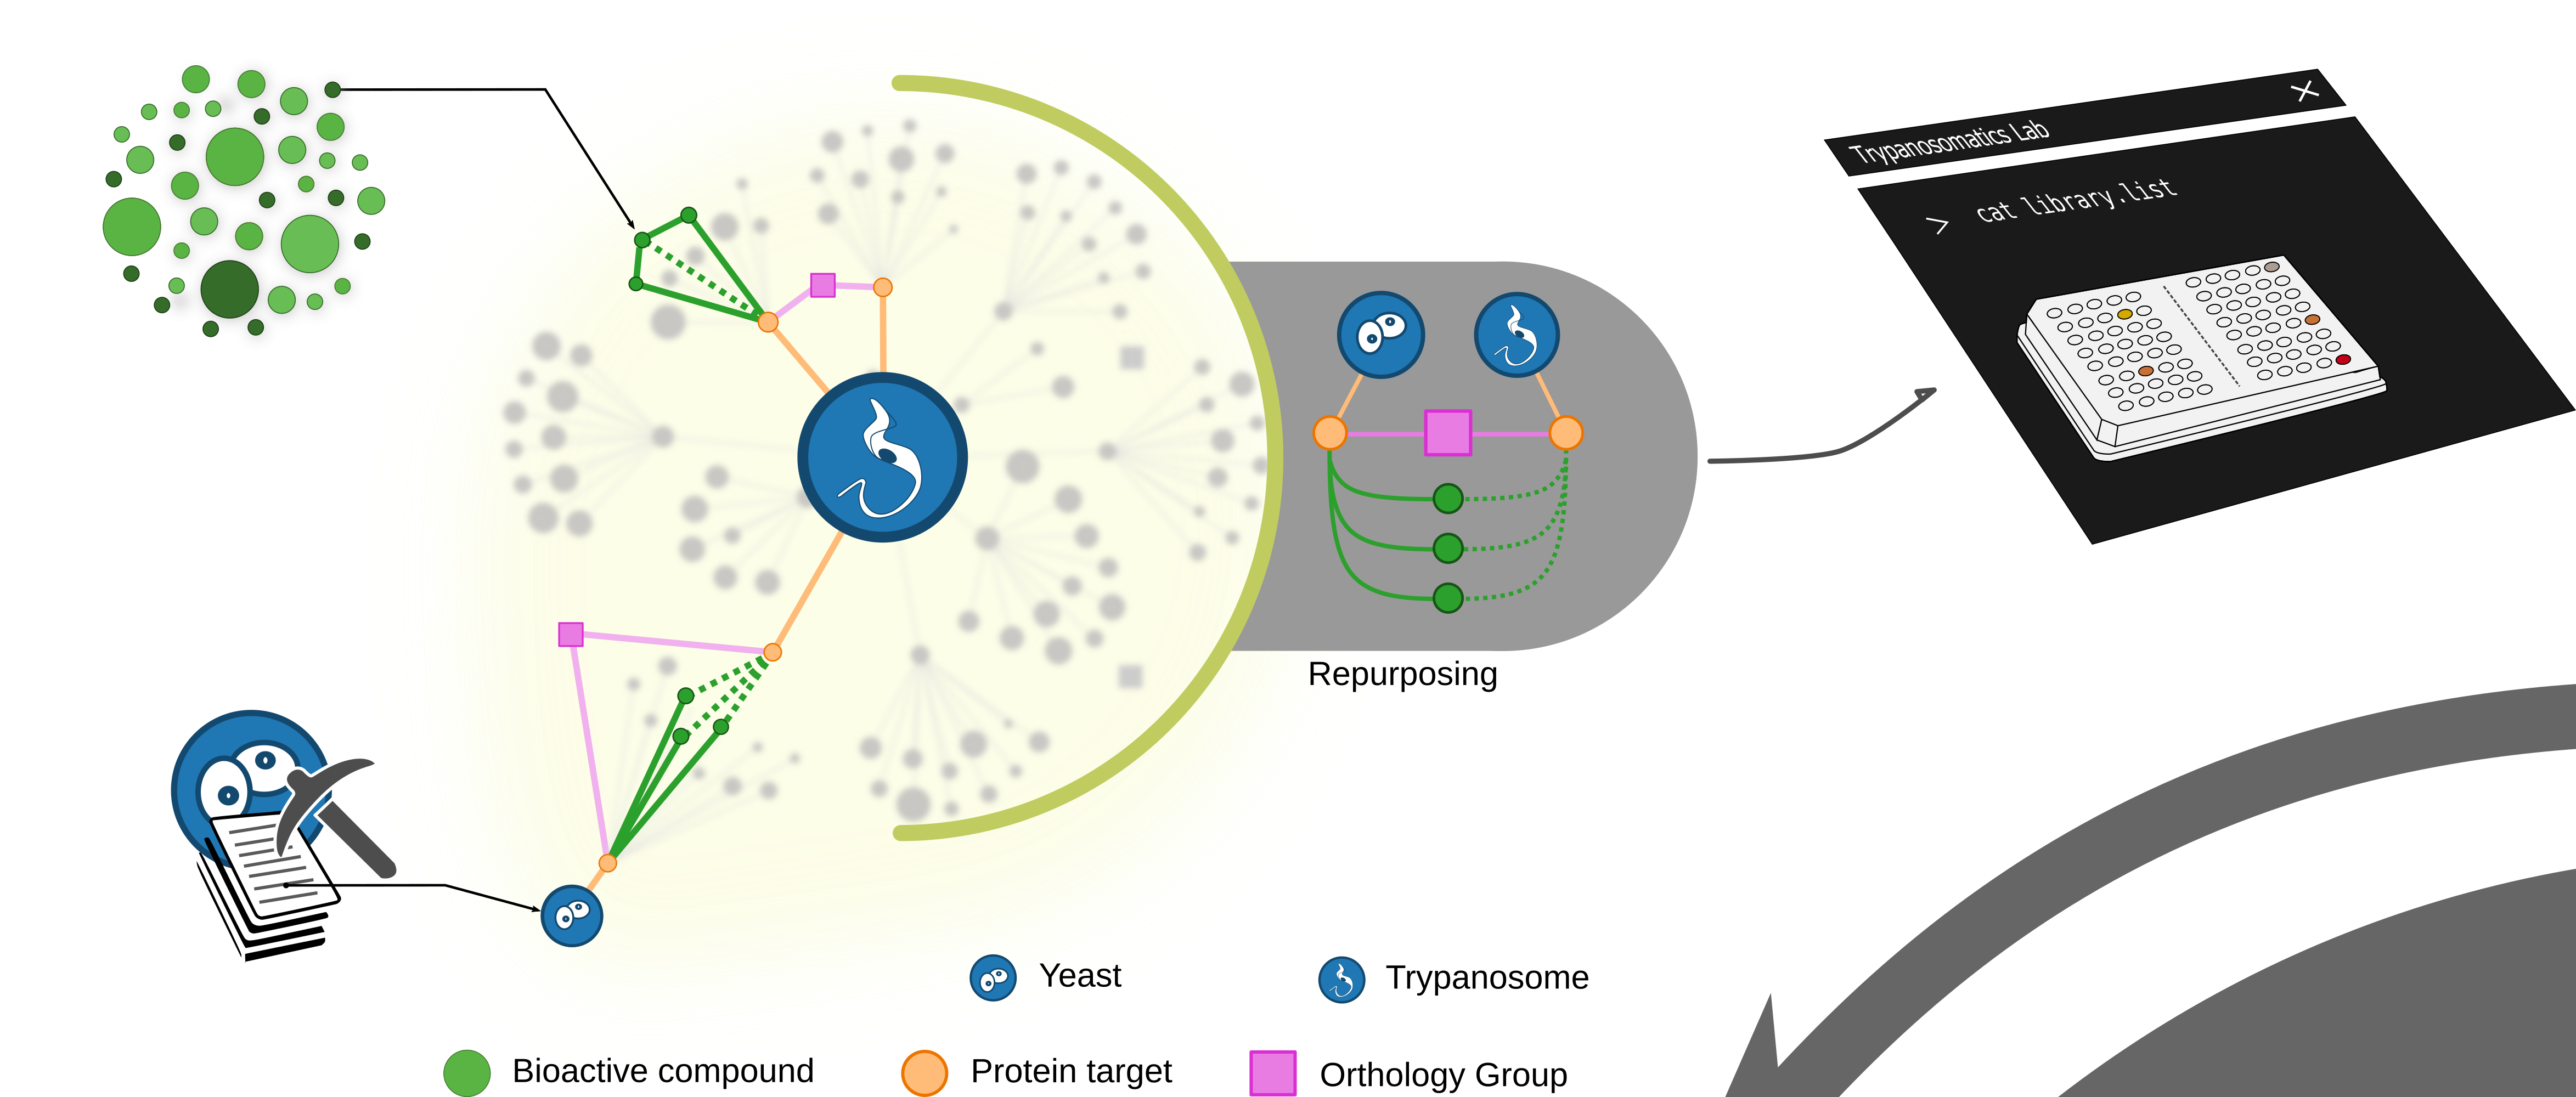 Trypanosomatics Lab
> cat library.list
Repurposing
Yeast
Trypanosome
Bioactive compound
Protein target
Orthology Group